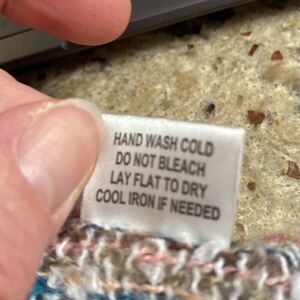 HAND WASH COLD
DO NOT BLEACH
LAY FLAT TO DRY
COOL IRON IF NEEDED